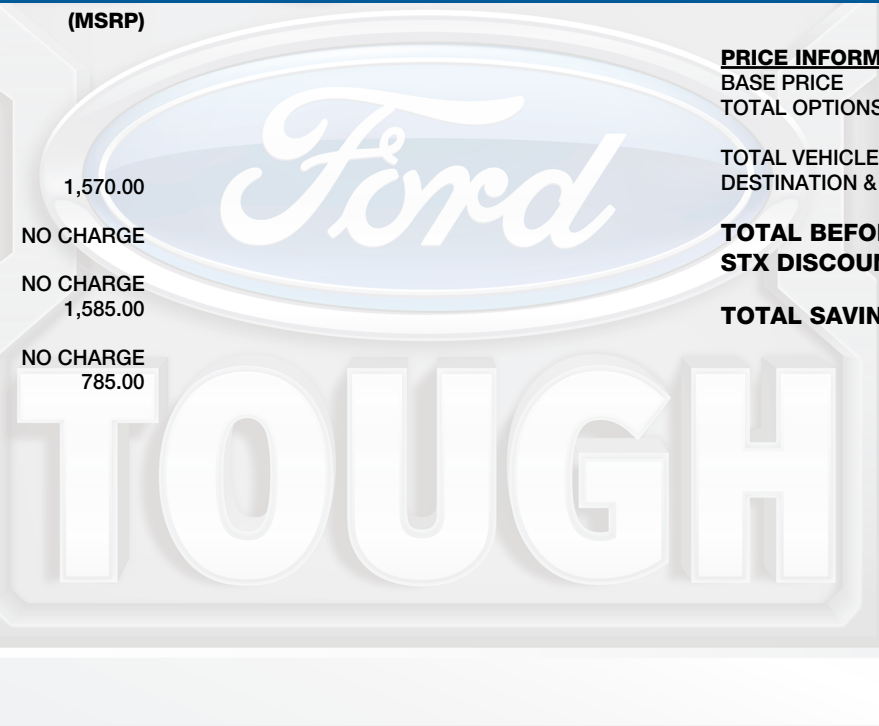 (MSRP)
1,570.00
NO CHARGE
NO CHARGE
1,585.00
NO CHARGE
785.00
PRICE INFORM
BASE PRICE
TOTAL OPTIONS
TOTAL VEHICLE
DESTINATION &
TOTAL BEFO
STX DISCOU
TOTAL SAVIN
Ford
TOUGH